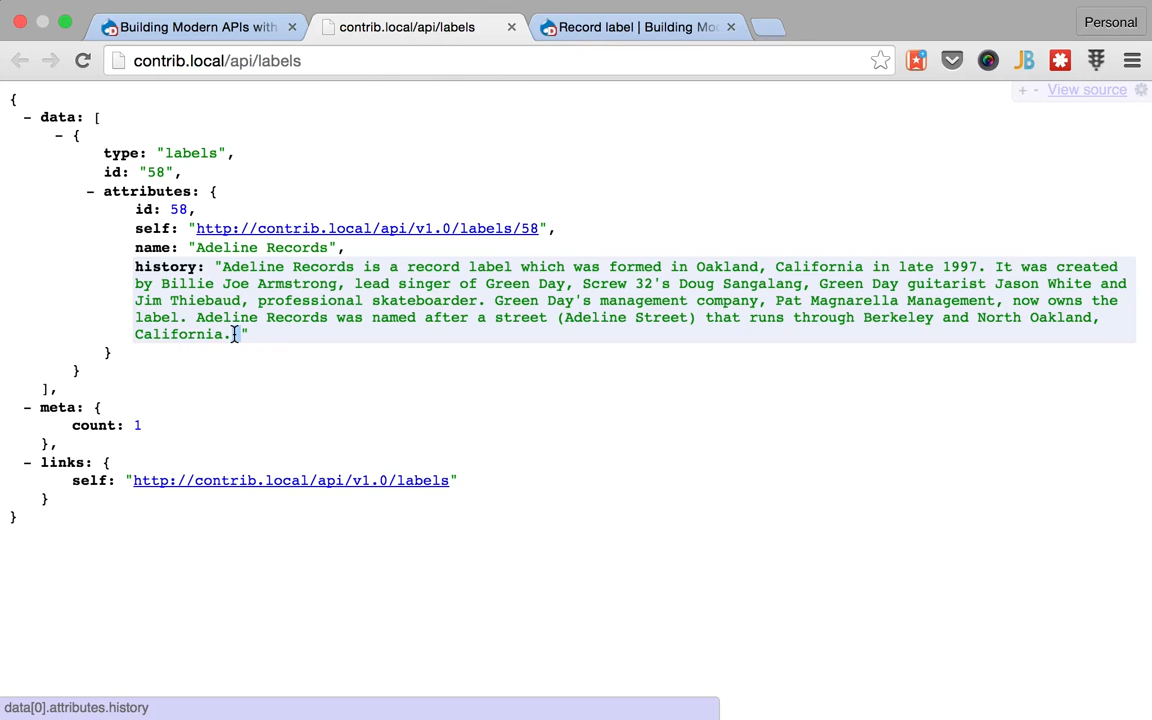 Building Modern APIs with
contrib.local/api/labels
Record label | Building Mo
Personal
contrib.local/api/labels
JB
+ - View source
{
- data: [
- {
type: "labels",
id: "58",
- attributes: {
id: 58,
self: "http://contrib.local/api/v1.0/labels/58",
name: "Adeline Records",
history: "Adeline Records is a record label which was formed in Oakland, California in late 1997. It was created
by Billie Joe Armstrong, lead singer of Green Day, Screw 32's Doug Sangalang, Green Day guitarist Jason White and
Jim Thiebaud, professional skateboarder. Green Day's management company, Pat Magnarella Management, now owns the
label. Adeline Records was named after a street (Adeline Street) that runs through Berkeley and North Oakland,
California. "
}
}
],
- meta: {
count: 1
},
- links: {
self: "http://contrib.local/api/v1.0/labels"
}
}
data[0].attributes.history